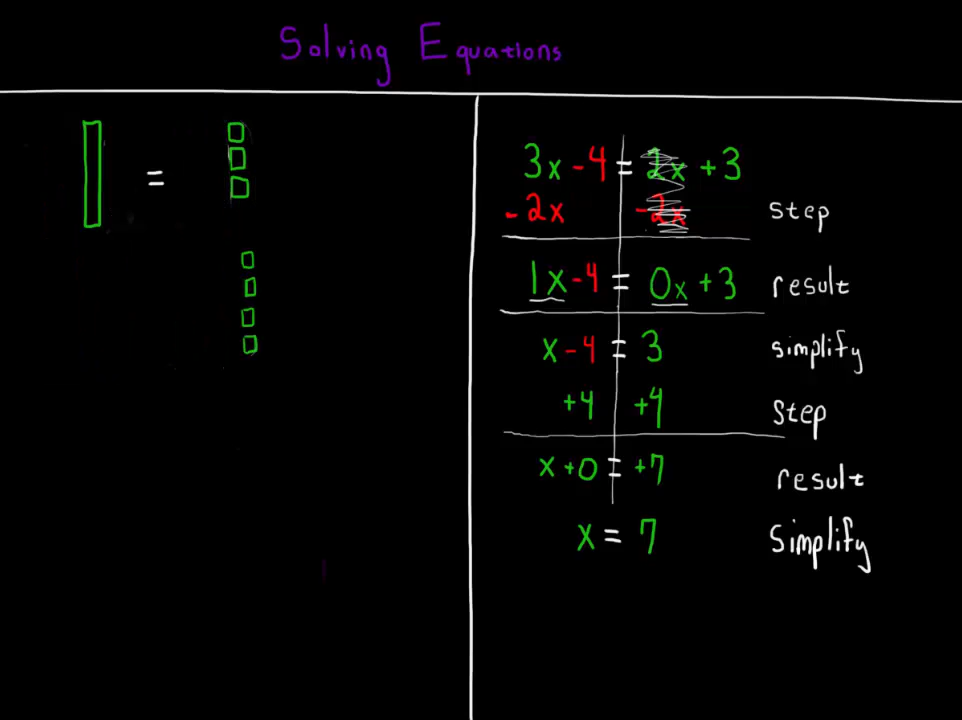 Solving Equations
3x -4 = 2x +3
-2x -2x step
1x -4 = 0x +3 result
x -4 = 3 simplify
+4 +4 step
x +0 = +7 result
x = 7 simplify
=